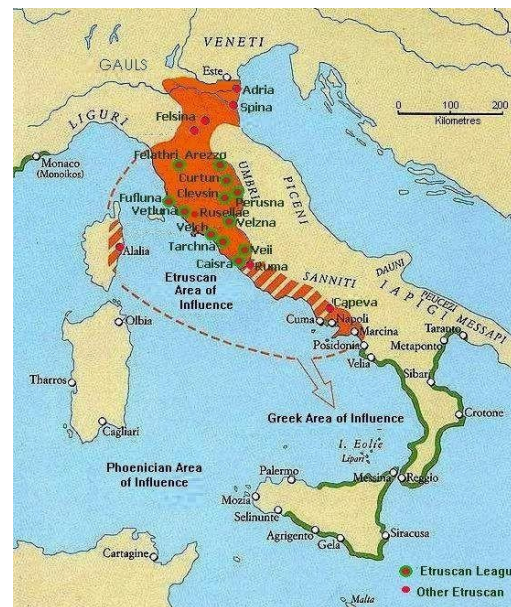 VENETI
GAULS
Este
Adria
Spina
Felsina
LIGURI
0 100 200
Kilometres
Monaco
(Monoikos)
Felathri Arezzo
Curtun
UMBRI
PICENI
Clevsin
Perusna
Fufluna
Vetluna
Rusellae
Velzna
Velch
Tarchna
Veii
Caisra
Ruma
Alalia
Etruscan
Area of
Influence
SANNITI
DAUNI
PEUCEZI
IAPIGI
MESSAPI
Capeva
Cuma
Napoli
Marcina
Taranto
Posidonia
Metaponto
Velia
Olbia
Sibari
Tharros
Crotone
Greek Area of Influence
Cagliari
I. Eolie
Lipari
Phoenician Area
of Influence
Palermo
Messina
Reggio
Mozia
Selinunte
Agrigento
Gela
Siracusa
Cartagine
Etruscan Leagu
Other Etruscan
Malta